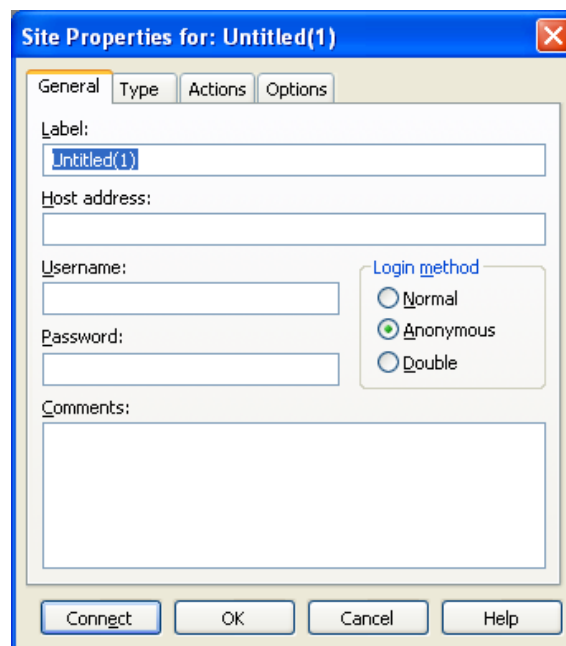 Site Properties for: Untitled(1)
General Type Actions Options
Label:
Untitled(1)
Host address:
Username:
Login method
Normal
Password:
Anonymous
Double
Comments:
Connect OK Cancel Help